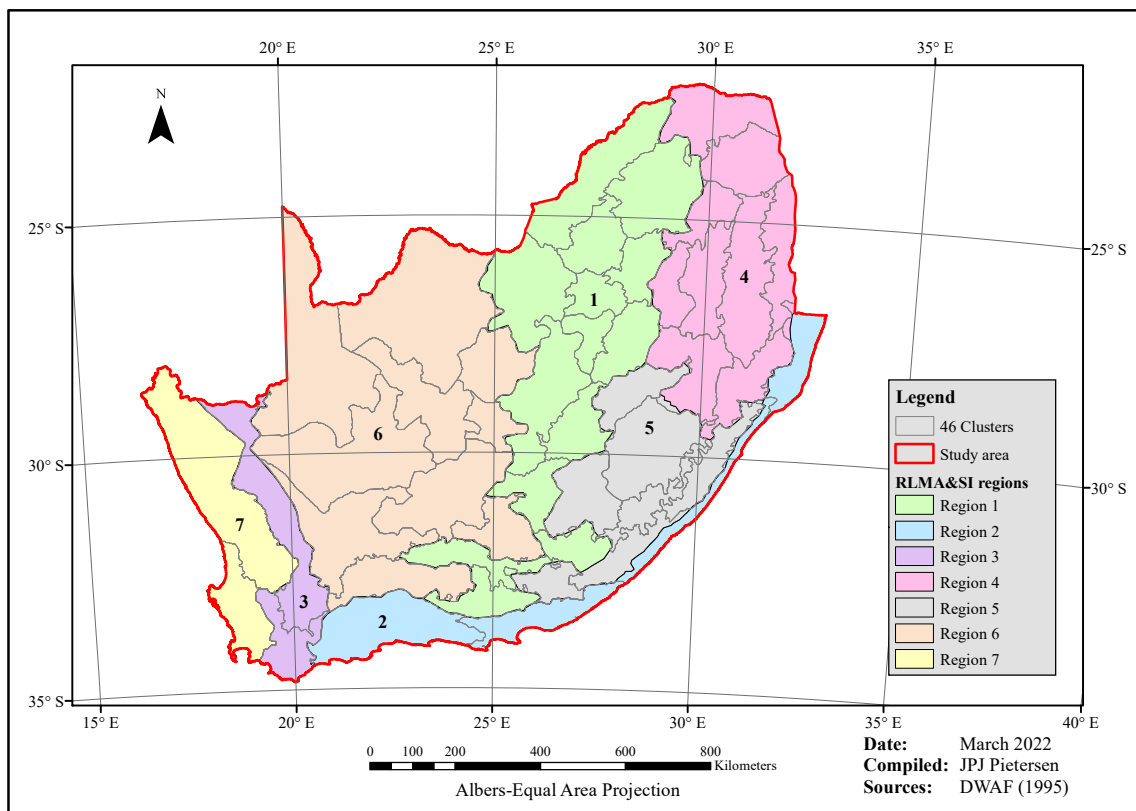 20° E 25° E 30° E 35° E
N
25° S 25° S
1
4
6
5
30° S 30° S
7
3
2
35° S
15° E 20° E 25° E 30° E 35° E 40° E
Legend
46 Clusters
Study area
RLMA&SI regions
Region 1
Region 2
Region 3
Region 4
Region 5
Region 6
Region 7
0 100 200 400 600 800
Kilometers
Albers-Equal Area Projection
Date: March 2022
Compiled: JPJ Pietersen
Sources: DWAF (1995)